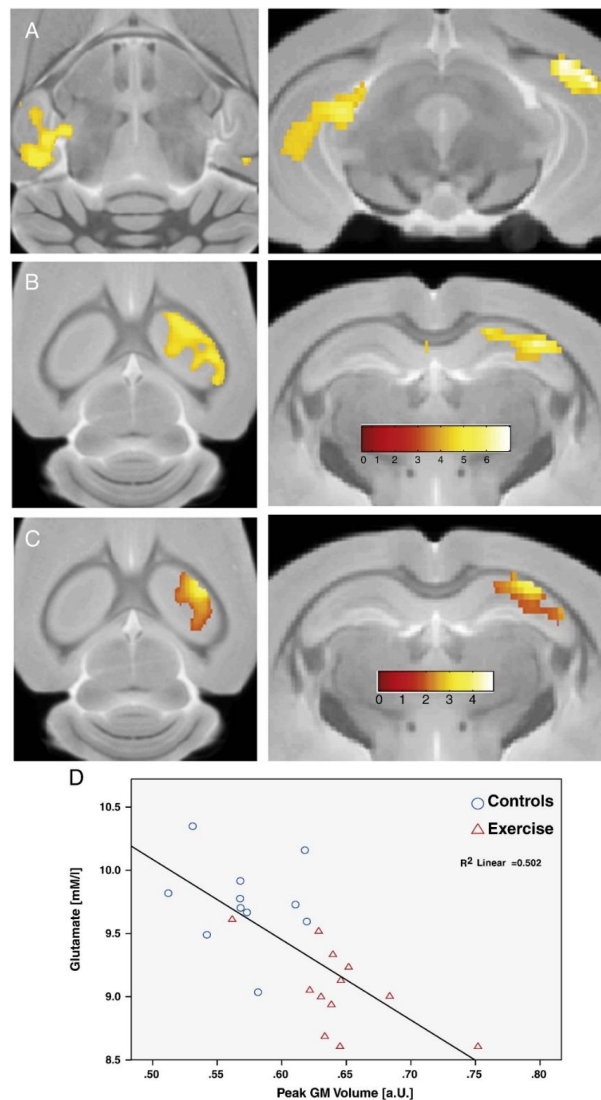 A
B
0 1 2 3 4 5 6
C
0 1 2 3 4
D
Controls
Exercise
R2 Linear =0.502
10.5
10.0
9.5
9.0
8.5
Glutamate [mM/l]
.50 .55 .60 .65 .70 .75 .80
Peak GM Volume [a.U.]